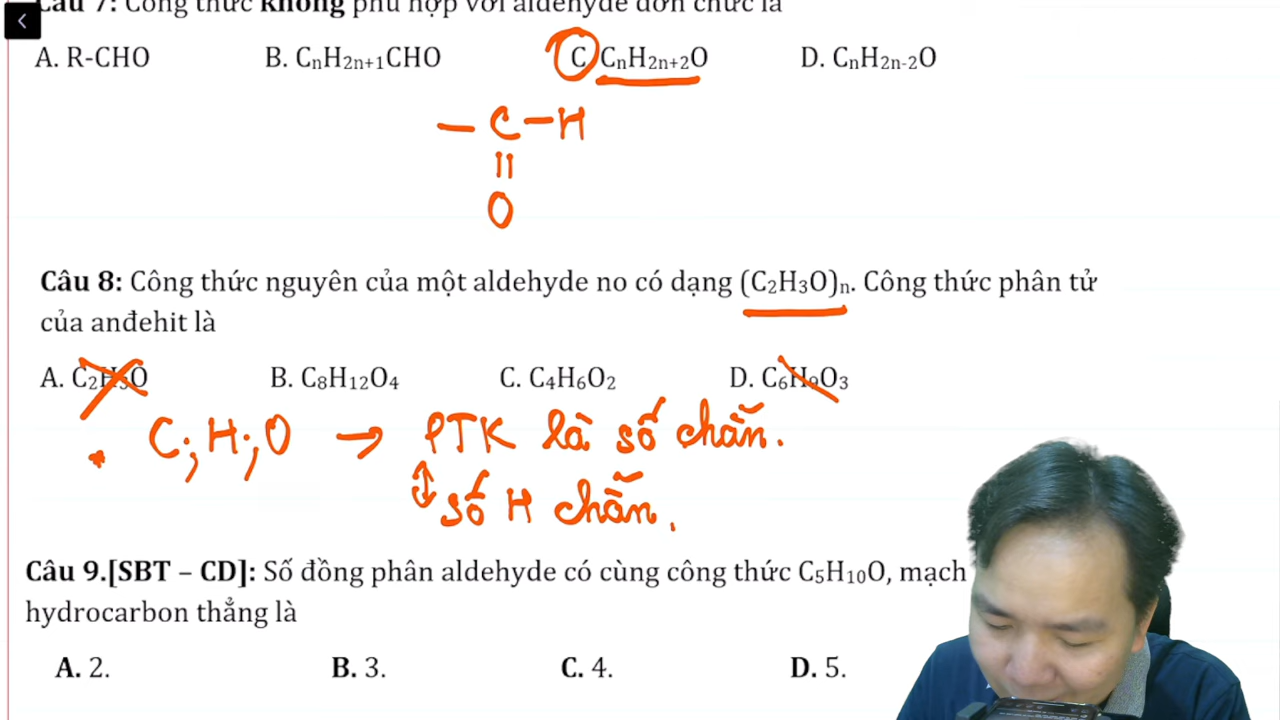 Câu 7: Công thức không phù hợp với aldehyde đơn chức là
A. R-CHO B. CₙH₂ₙ₊₁CHO C. CₙH₂ₙ₊₂O D. CₙH₂ₙ₋₂O
– C – H
||
O
Câu 8: Công thức nguyên của một aldehyde no có dạng (C₂H₃O)ₙ. Công thức phân tử
của anđehit là
A. C₂H₃O B. C₈H₁₂O₄ C. C₄H₆O₂ D. C₆H₉O₃
C; H; O → PTK là số chẵn.
↕ số H chẵn.
Câu 9.[SBT – CD]: Số đồng phân aldehyde có cùng công thức C₅H₁₀O, mạch
hydrocarbon thẳng là
A. 2. B. 3. C. 4. D. 5.